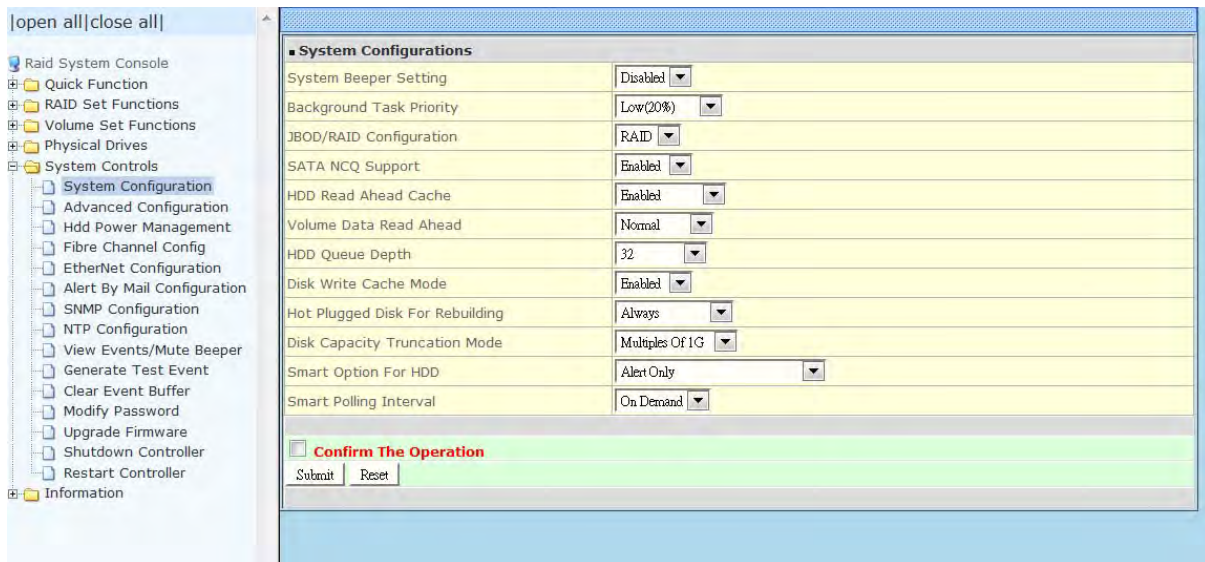 |open all|close all|
Raid System Console
Quick Function
RAID Set Functions
Volume Set Functions
Physical Drives
System Controls
System Configuration
Advanced Configuration
Hdd Power Management
Fibre Channel Config
EtherNet Configuration
Alert By Mail Configuration
SNMP Configuration
NTP Configuration
View Events/Mute Beeper
Generate Test Event
Clear Event Buffer
Modify Password
Upgrade Firmware
Shutdown Controller
Restart Controller
Information
System Configurations
System Beeper Setting Disabled
Background Task Priority Low(20%)
JBOD/RAID Configuration RAID
SATA NCQ Support Enabled
HDD Read Ahead Cache Enabled
Volume Data Read Ahead Normal
HDD Queue Depth 32
Disk Write Cache Mode Enabled
Hot Plugged Disk For Rebuilding Always
Disk Capacity Truncation Mode Multiples Of 1G
Smart Option For HDD Alert Only
Smart Polling Interval On Demand
Confirm The Operation
Submit Reset